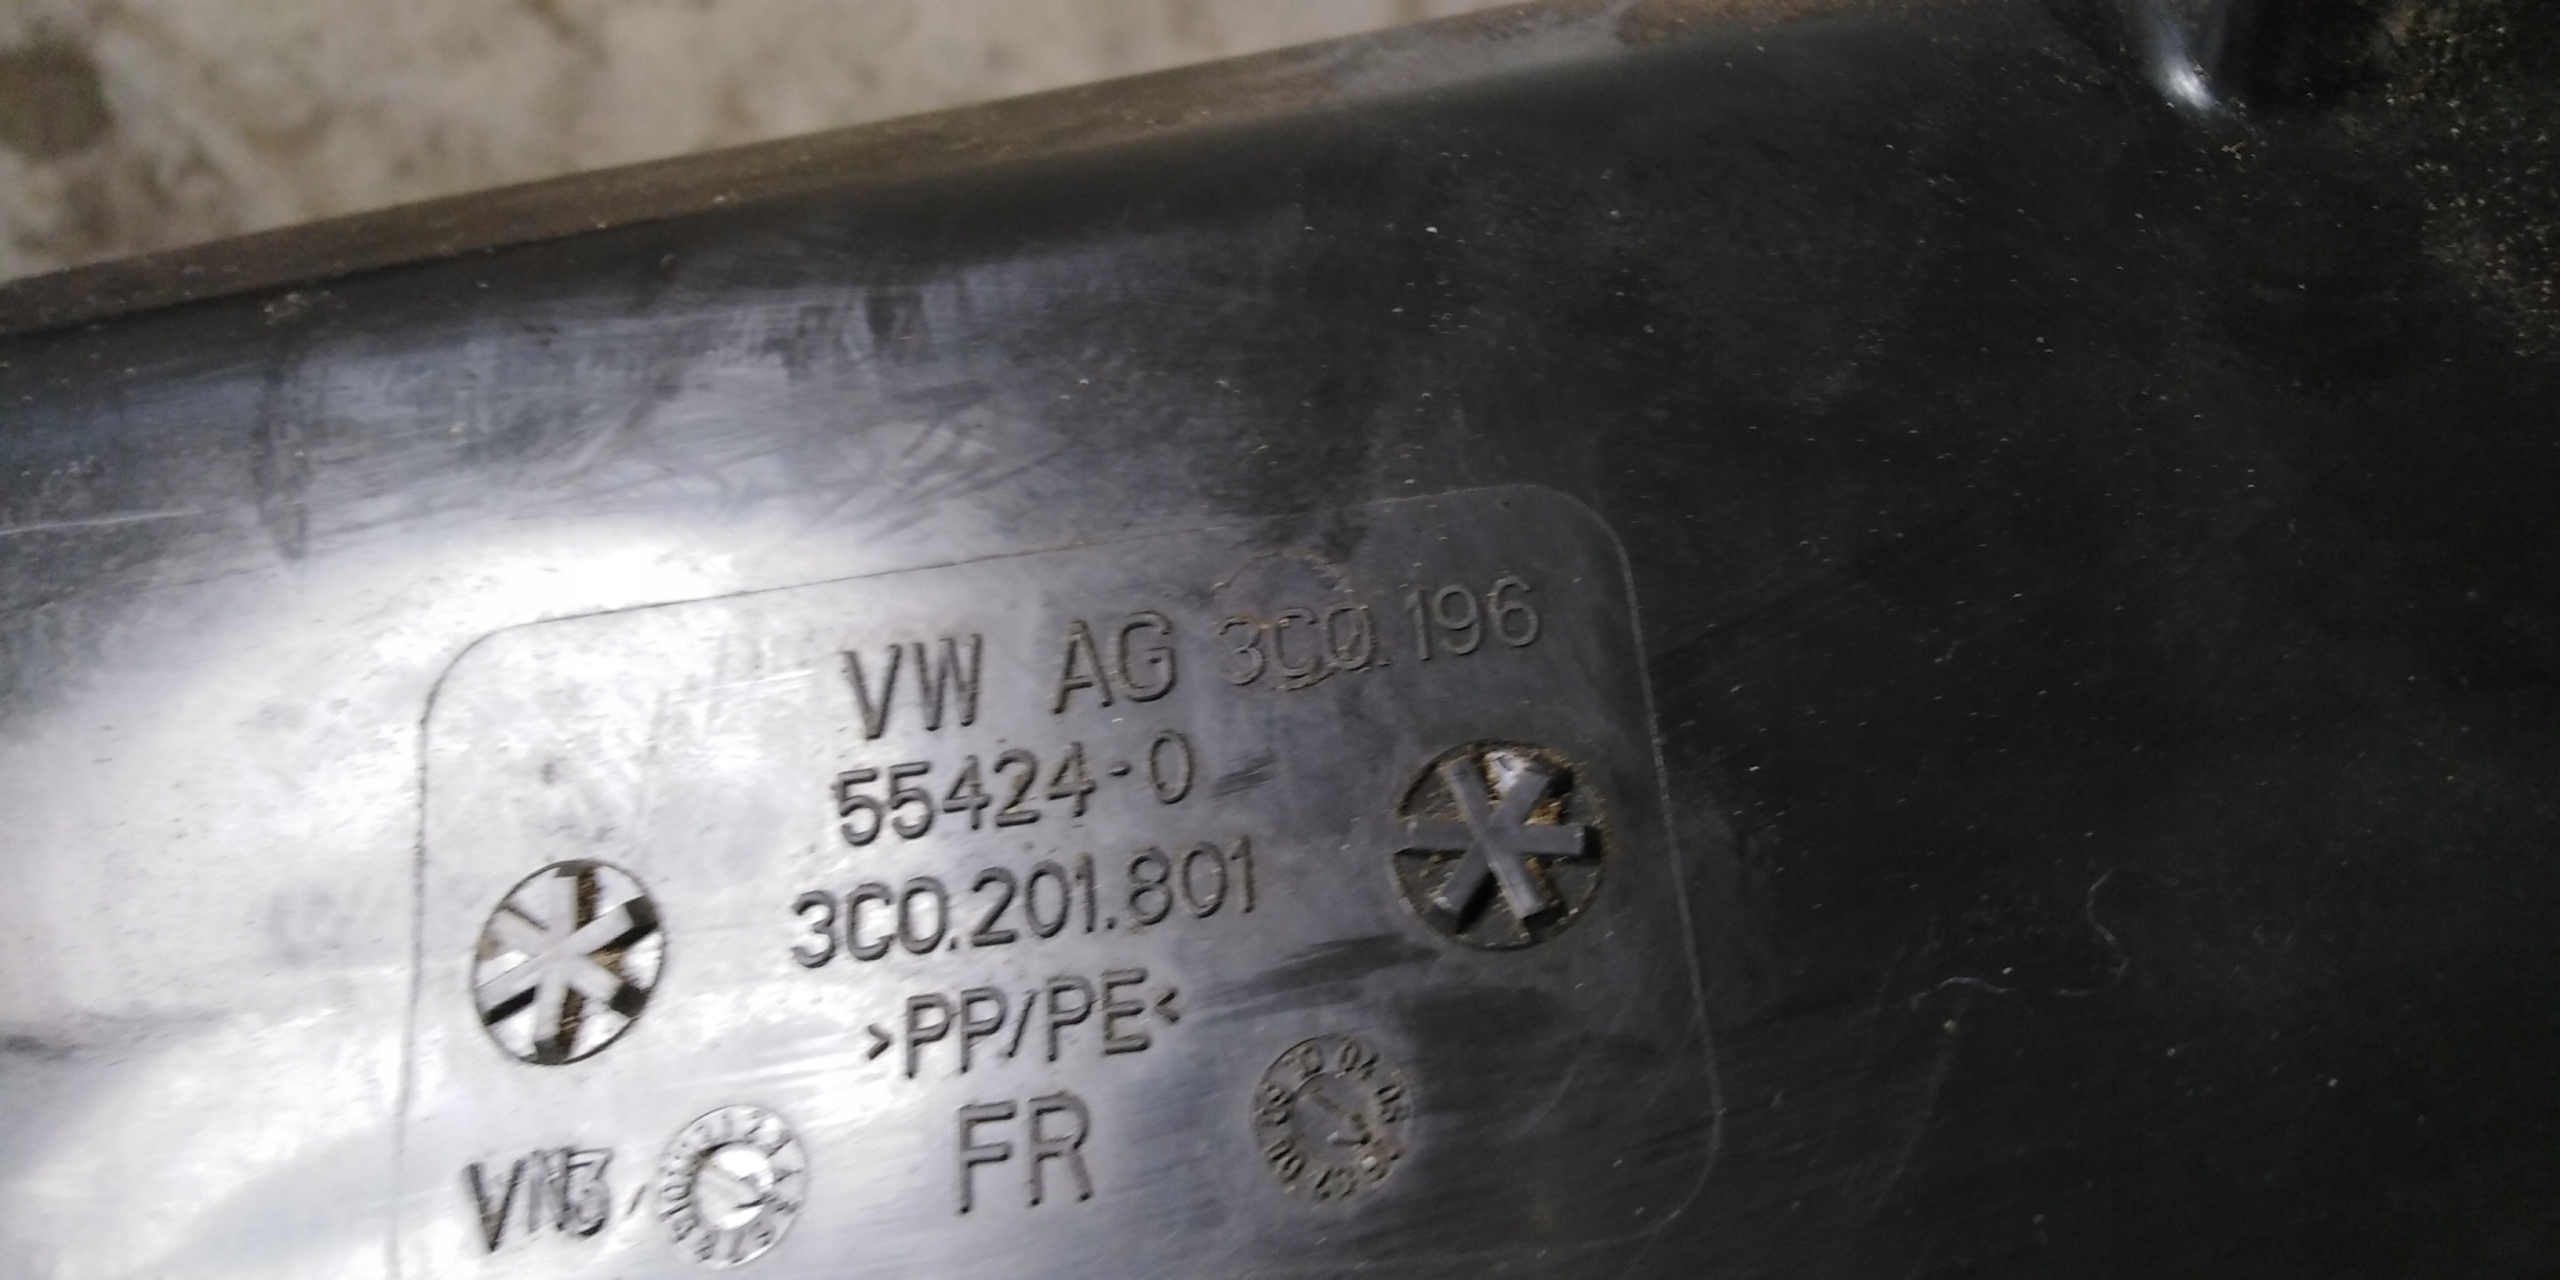 VW AG 3C0.196
55424-0
3C0.201.801
>PP/PE<
FR